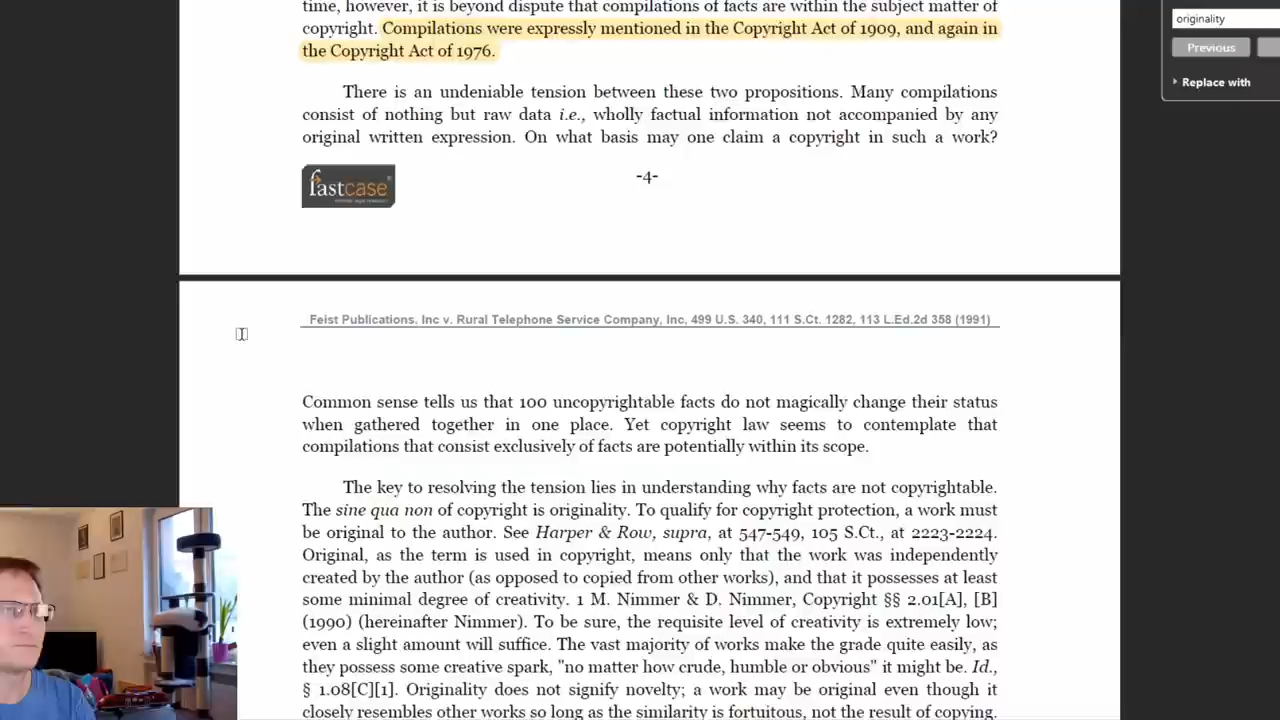 time, however, it is beyond dispute that compilations of facts are within the subject matter of
copyright. Compilations were expressly mentioned in the Copyright Act of 1909, and again in
the Copyright Act of 1976.
There is an undeniable tension between these two propositions. Many compilations
consist of nothing but raw data i.e., wholly factual information not accompanied by any
original written expression. On what basis may one claim a copyright in such a work?
fastcase
-4-
Feist Publications, Inc v. Rural Telephone Service Company, Inc, 499 U.S. 340, 111 S.Ct. 1282, 113 L.Ed.2d 358 (1991)
Common sense tells us that 100 uncopyrightable facts do not magically change their status
when gathered together in one place. Yet copyright law seems to contemplate that
compilations that consist exclusively of facts are potentially within its scope.
The key to resolving the tension lies in understanding why facts are not copyrightable.
The sine qua non of copyright is originality. To qualify for copyright protection, a work must
be original to the author. See Harper & Row, supra, at 547-549, 105 S.Ct., at 2223-2224.
Original, as the term is used in copyright, means only that the work was independently
created by the author (as opposed to copied from other works), and that it possesses at least
some minimal degree of creativity. 1 M. Nimmer & D. Nimmer, Copyright §§ 2.01[A], [B]
(1990) (hereinafter Nimmer). To be sure, the requisite level of creativity is extremely low;
even a slight amount will suffice. The vast majority of works make the grade quite easily, as
they possess some creative spark, "no matter how crude, humble or obvious" it might be. Id.,
§ 1.08[C][1]. Originality does not signify novelty; a work may be original even though it
closely resembles other works so long as the similarity is fortuitous, not the result of copying.
originality
Previous
Replace with